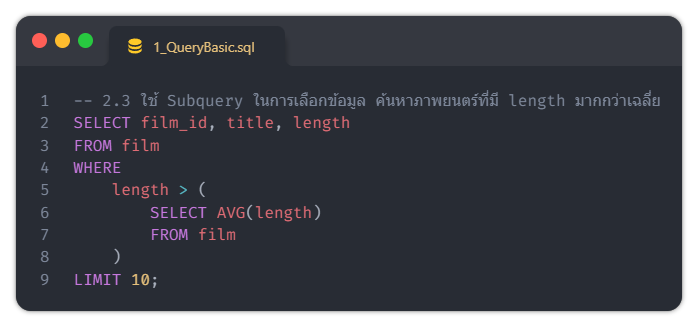 1_QueryBasic.sql
1 -- 2.3 ใช้ Subquery ในการเลือกข้อมูล ค้นหาภาพยนตร์ที่มี length มากกว่าเฉลี่ย
2 SELECT film_id, title, length
3 FROM film
4 WHERE
5     length > (
6         SELECT AVG(length)
7         FROM film
8     )
9 LIMIT 10;